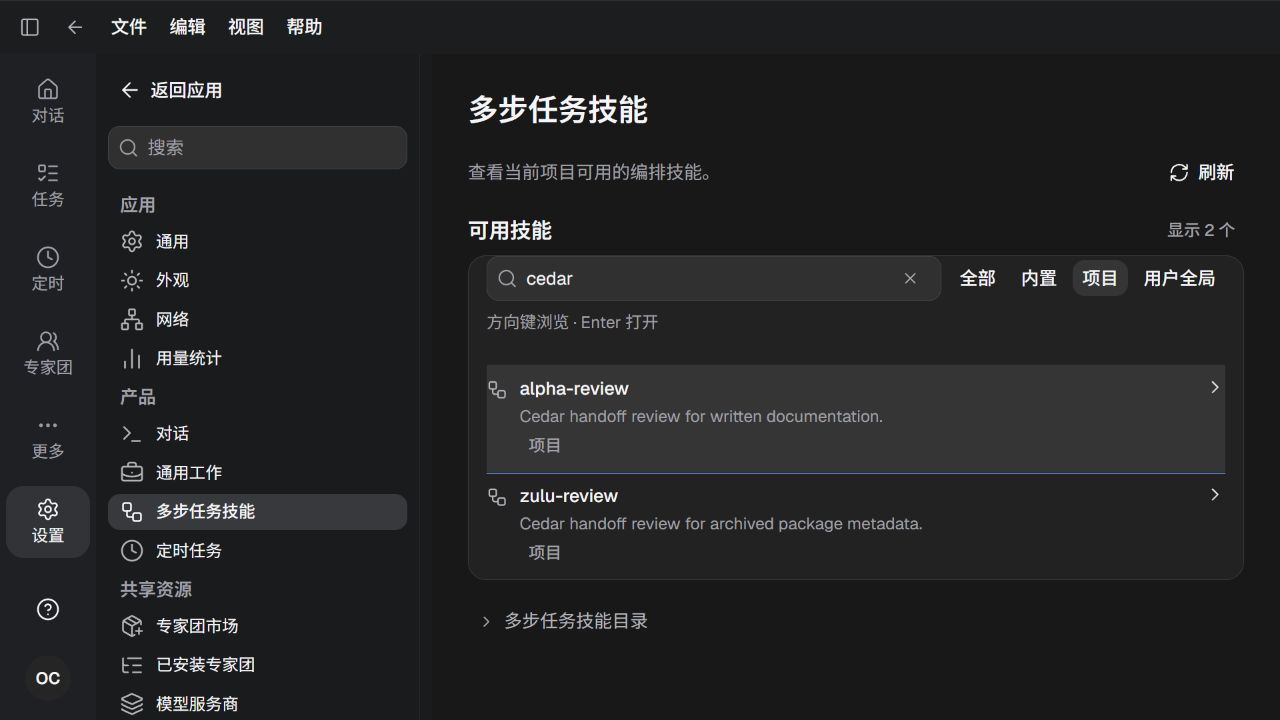 文件 编辑 视图 帮助
对话
任务
定时
专家团
更多
设置
OC
返回应用
搜索
应用
通用
外观
网络
用量统计
产品
对话
通用工作
多步任务技能
定时任务
共享资源
专家团市场
已安装专家团
模型服务商
多步任务技能
查看当前项目可用的编排技能。
刷新
可用技能
显示 2 个
cedar
全部 内置 项目 用户全局
方向键浏览 · Enter 打开
alpha-review
Cedar handoff review for written documentation.
项目
zulu-review
Cedar handoff review for archived package metadata.
项目
多步任务技能目录